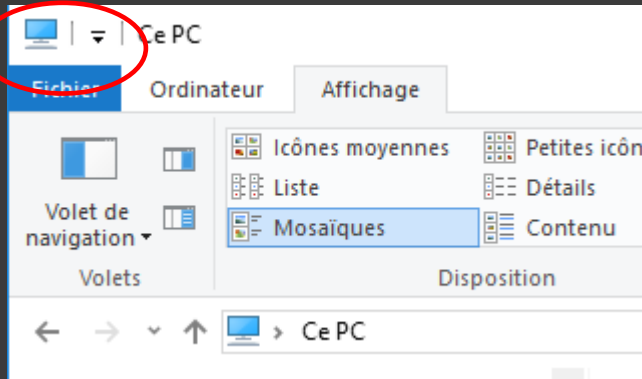 Ce PC
Fichier Ordinateur Affichage
Icônes moyennes Petites icôn
Liste Détails
Volet de
navigation
Mosaïques Contenu
Volets Disposition
Ce PC